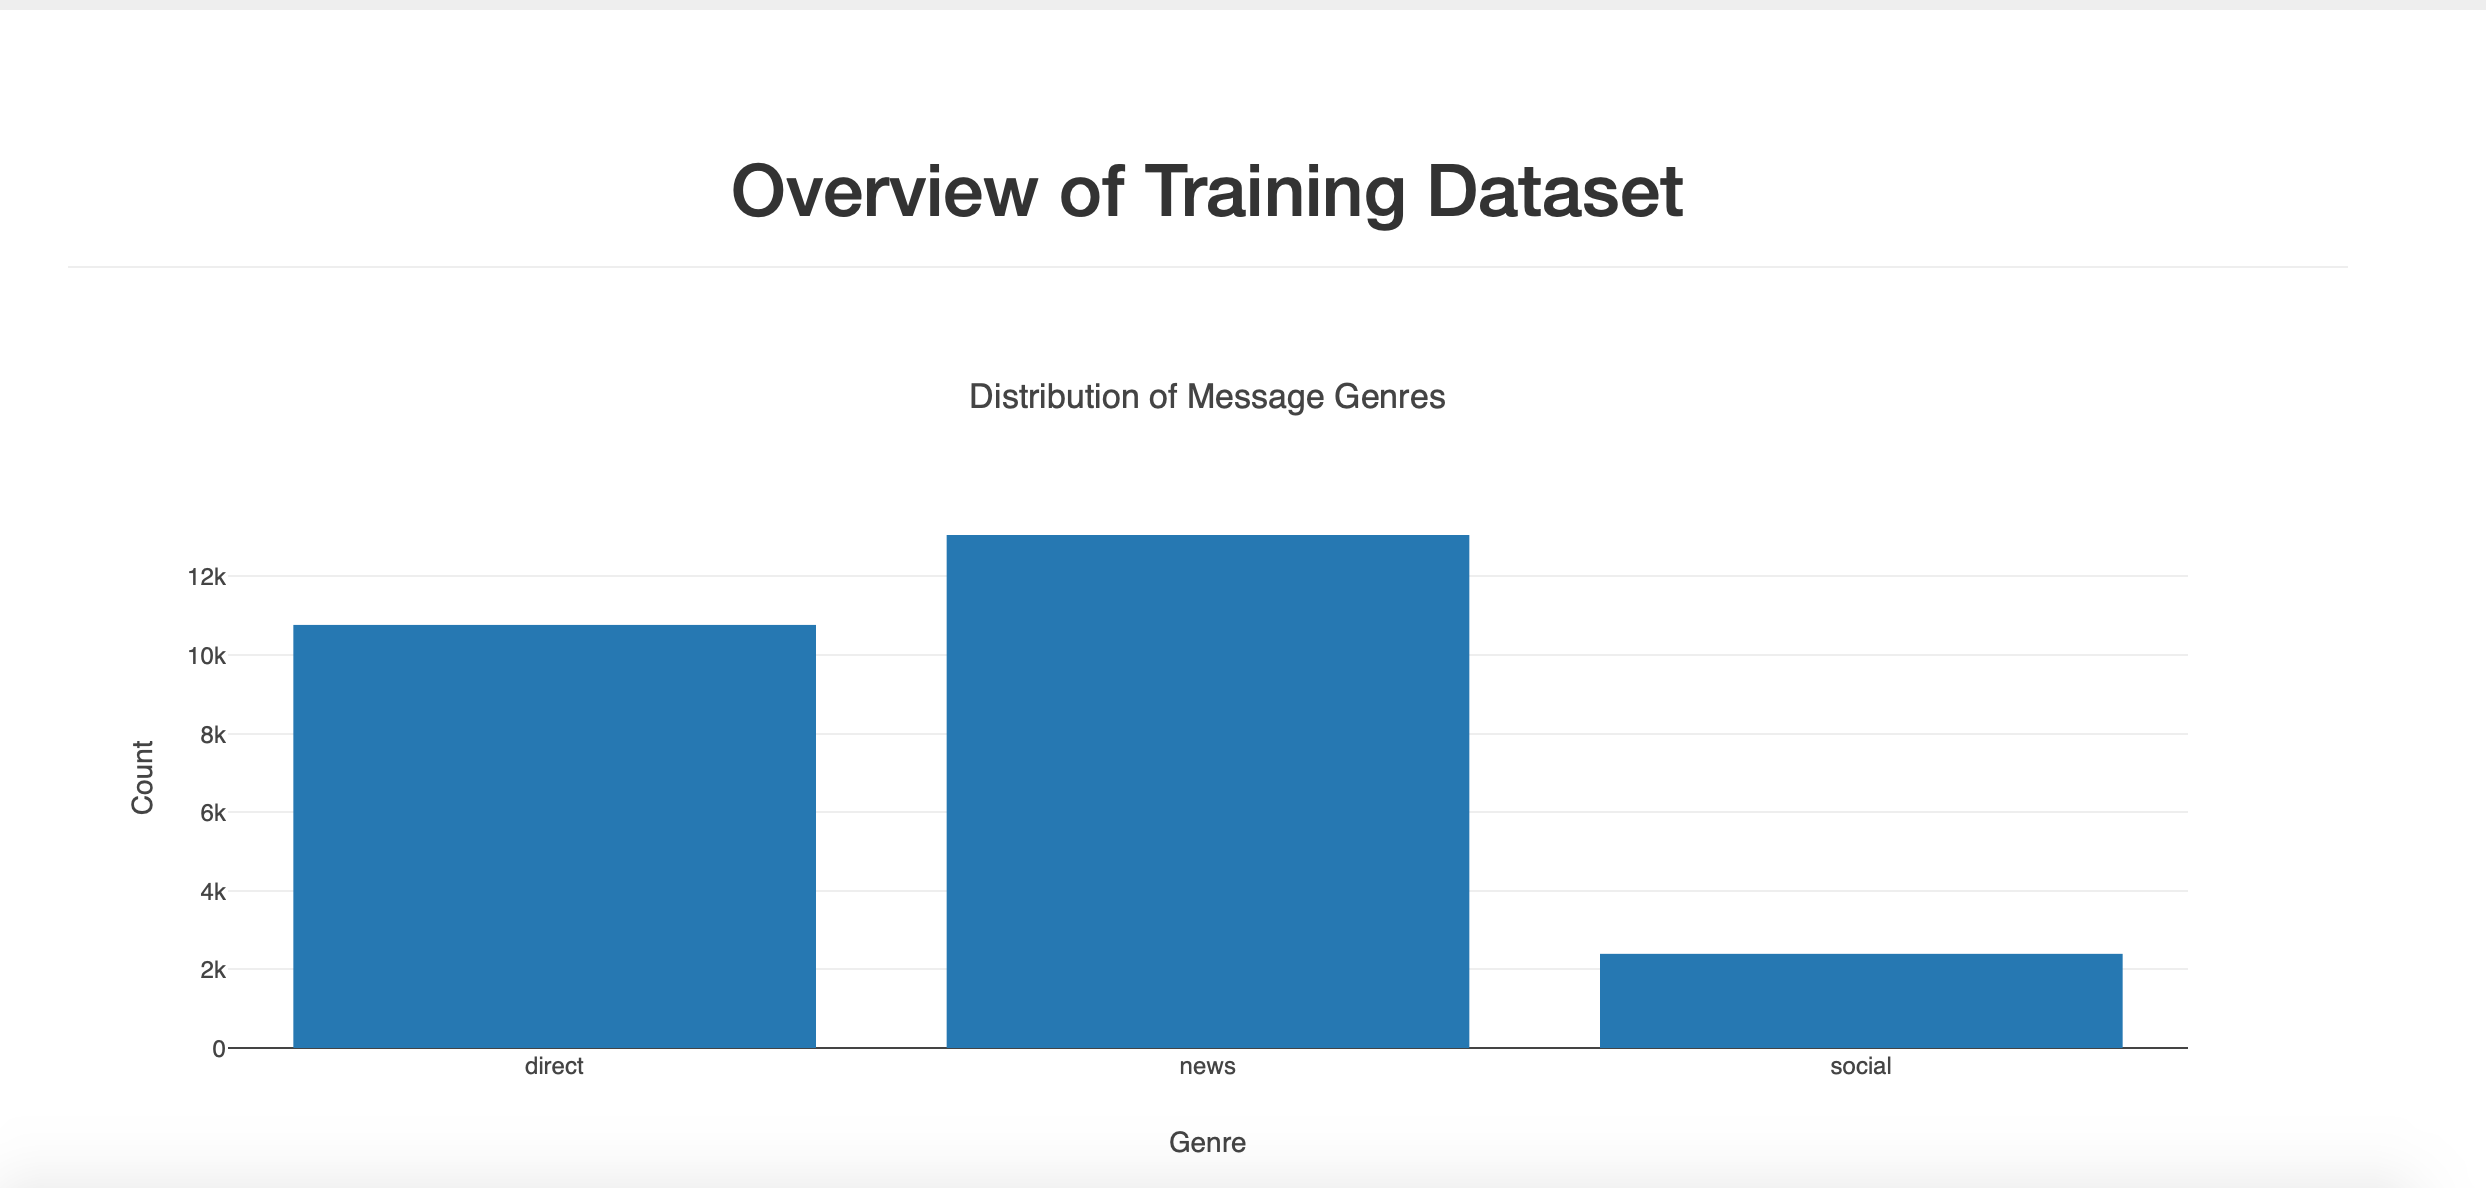 Overview of Training Dataset
Distribution of Message Genres
12k
10k
8k
6k
4k
2k
0
Count
direct
news
social
Genre